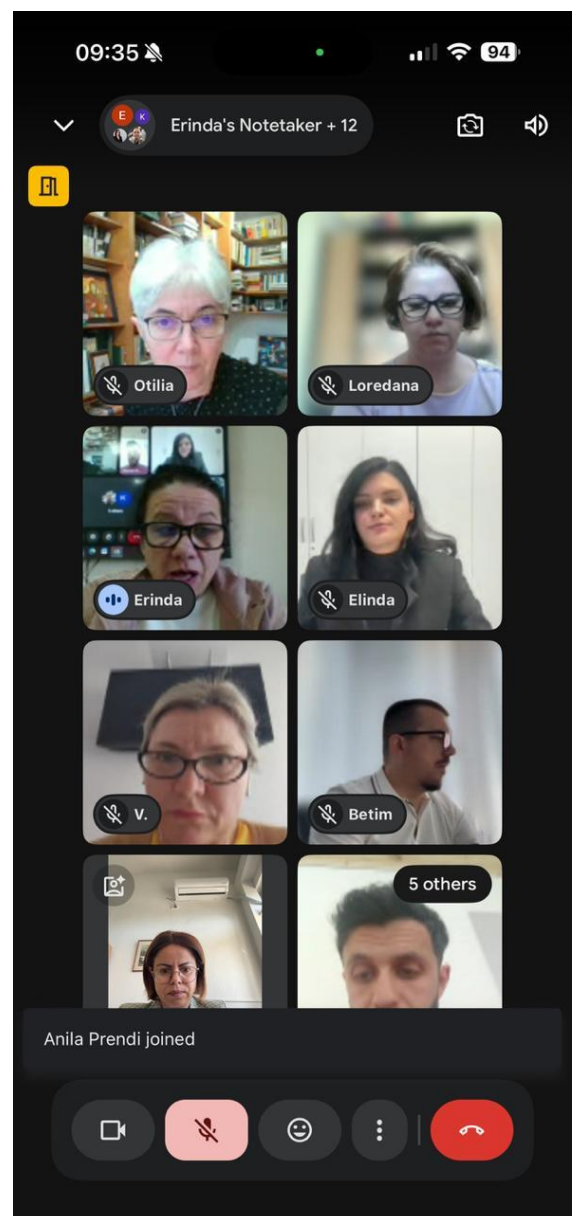 09:35
94
E K
Erinda's Notetaker + 12
Otilia
Loredana
Erinda
Elinda
V.
Betim
5 others
Anila Prendi joined